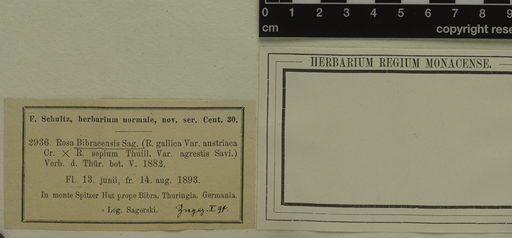 0 1 2 3 4 5 6 7 8 9
cm copyright rese
HERBARIUM REGIUM MONACENSE.
F. Schultz, herbarium normale, nov. ser. Cent. 30.
2936. Rosa Bibracensis Sag. (R. gallica Var. austriaca
Cr. × R. sepium Thuill. Var. agrestis Savi.)
Verh. d. Thür. bot. V. 1882.
Fl. 13. junii, fr. 14. aug. 1893.
In monte Spitzer Hut prope Bibra. Thuringia. Germania.
Leg. Sagorski.